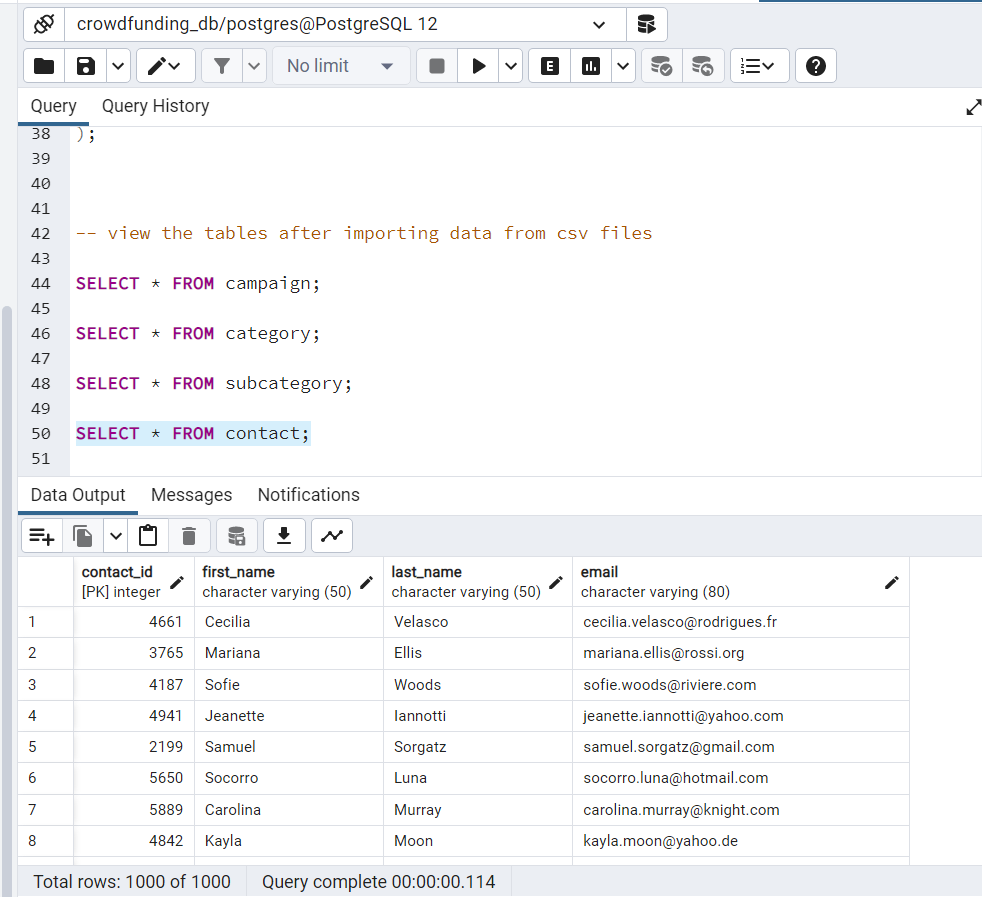 crowdfunding_db/postgres@PostgreSQL 12
No limit
E
Query Query History
38 );
39
40
41
42 -- view the tables after importing data from csv files
43
44 SELECT * FROM campaign;
45
46 SELECT * FROM category;
47
48 SELECT * FROM subcategory;
49
50 SELECT * FROM contact;
51
Data Output Messages Notifications
contact_id first_name last_name email
[PK] integer character varying (50) character varying (50) character varying (80)
1 4661 Cecilia Velasco cecilia.velasco@rodrigues.fr
2 3765 Mariana Ellis mariana.ellis@rossi.org
3 4187 Sofie Woods sofie.woods@riviere.com
4 4941 Jeanette Iannotti jeanette.iannotti@yahoo.com
5 2199 Samuel Sorgatz samuel.sorgatz@gmail.com
6 5650 Socorro Luna socorro.luna@hotmail.com
7 5889 Carolina Murray carolina.murray@knight.com
8 4842 Kayla Moon kayla.moon@yahoo.de
Total rows: 1000 of 1000 Query complete 00:00:00.114